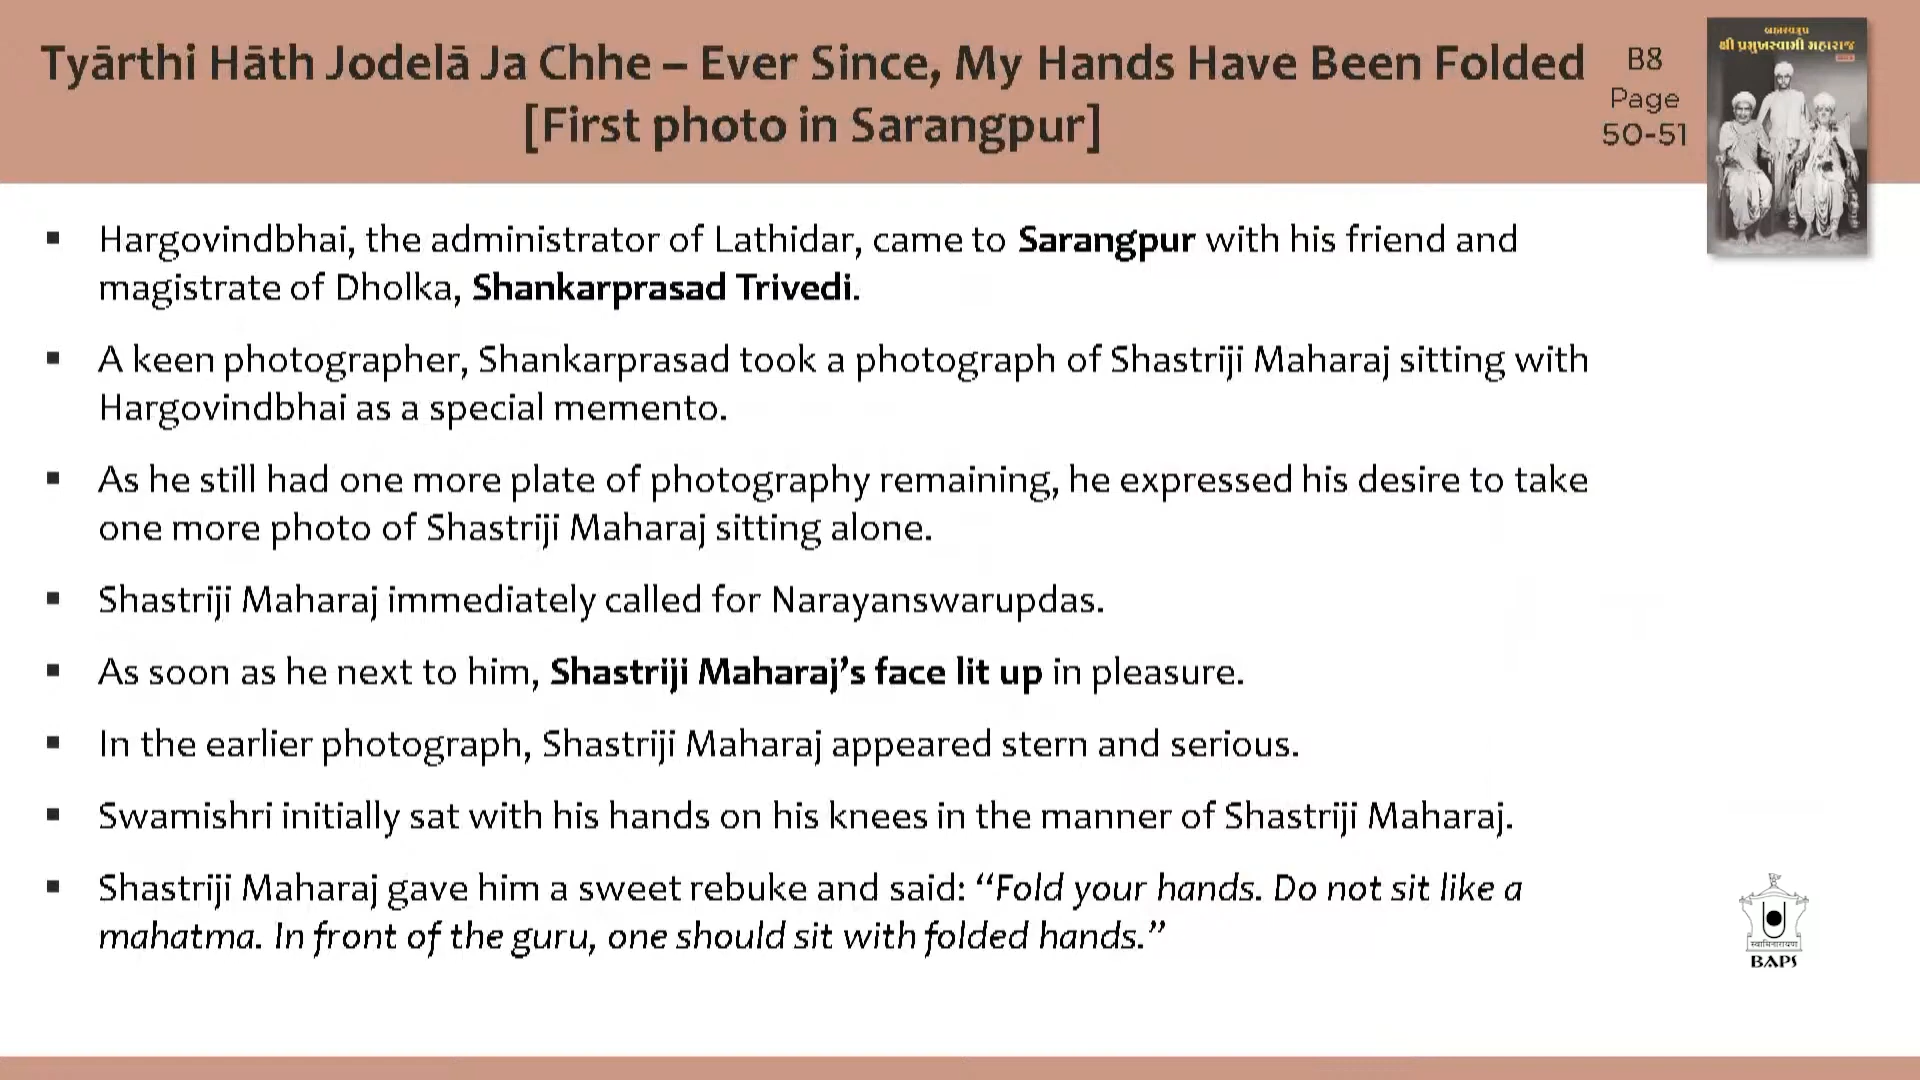 Tyārthi Hāth Jodelā Ja Chhe – Ever Since, My Hands Have Been Folded
[First photo in Sarangpur]
B8
Page
50-51
બ્રહ્મસ્વરૂપ
શ્રી પ્રમુખસ્વામી મહારાજ
▪ Hargovindbhai, the administrator of Lathidar, came to Sarangpur with his friend and
magistrate of Dholka, Shankarprasad Trivedi.
▪ A keen photographer, Shankarprasad took a photograph of Shastriji Maharaj sitting with
Hargovindbhai as a special memento.
▪ As he still had one more plate of photography remaining, he expressed his desire to take
one more photo of Shastriji Maharaj sitting alone.
▪ Shastriji Maharaj immediately called for Narayanswarupdas.
▪ As soon as he next to him, Shastriji Maharaj’s face lit up in pleasure.
▪ In the earlier photograph, Shastriji Maharaj appeared stern and serious.
▪ Swamishri initially sat with his hands on his knees in the manner of Shastriji Maharaj.
▪ Shastriji Maharaj gave him a sweet rebuke and said: “Fold your hands. Do not sit like a
mahatma. In front of the guru, one should sit with folded hands.”
स्वामिनारायण
BAPS